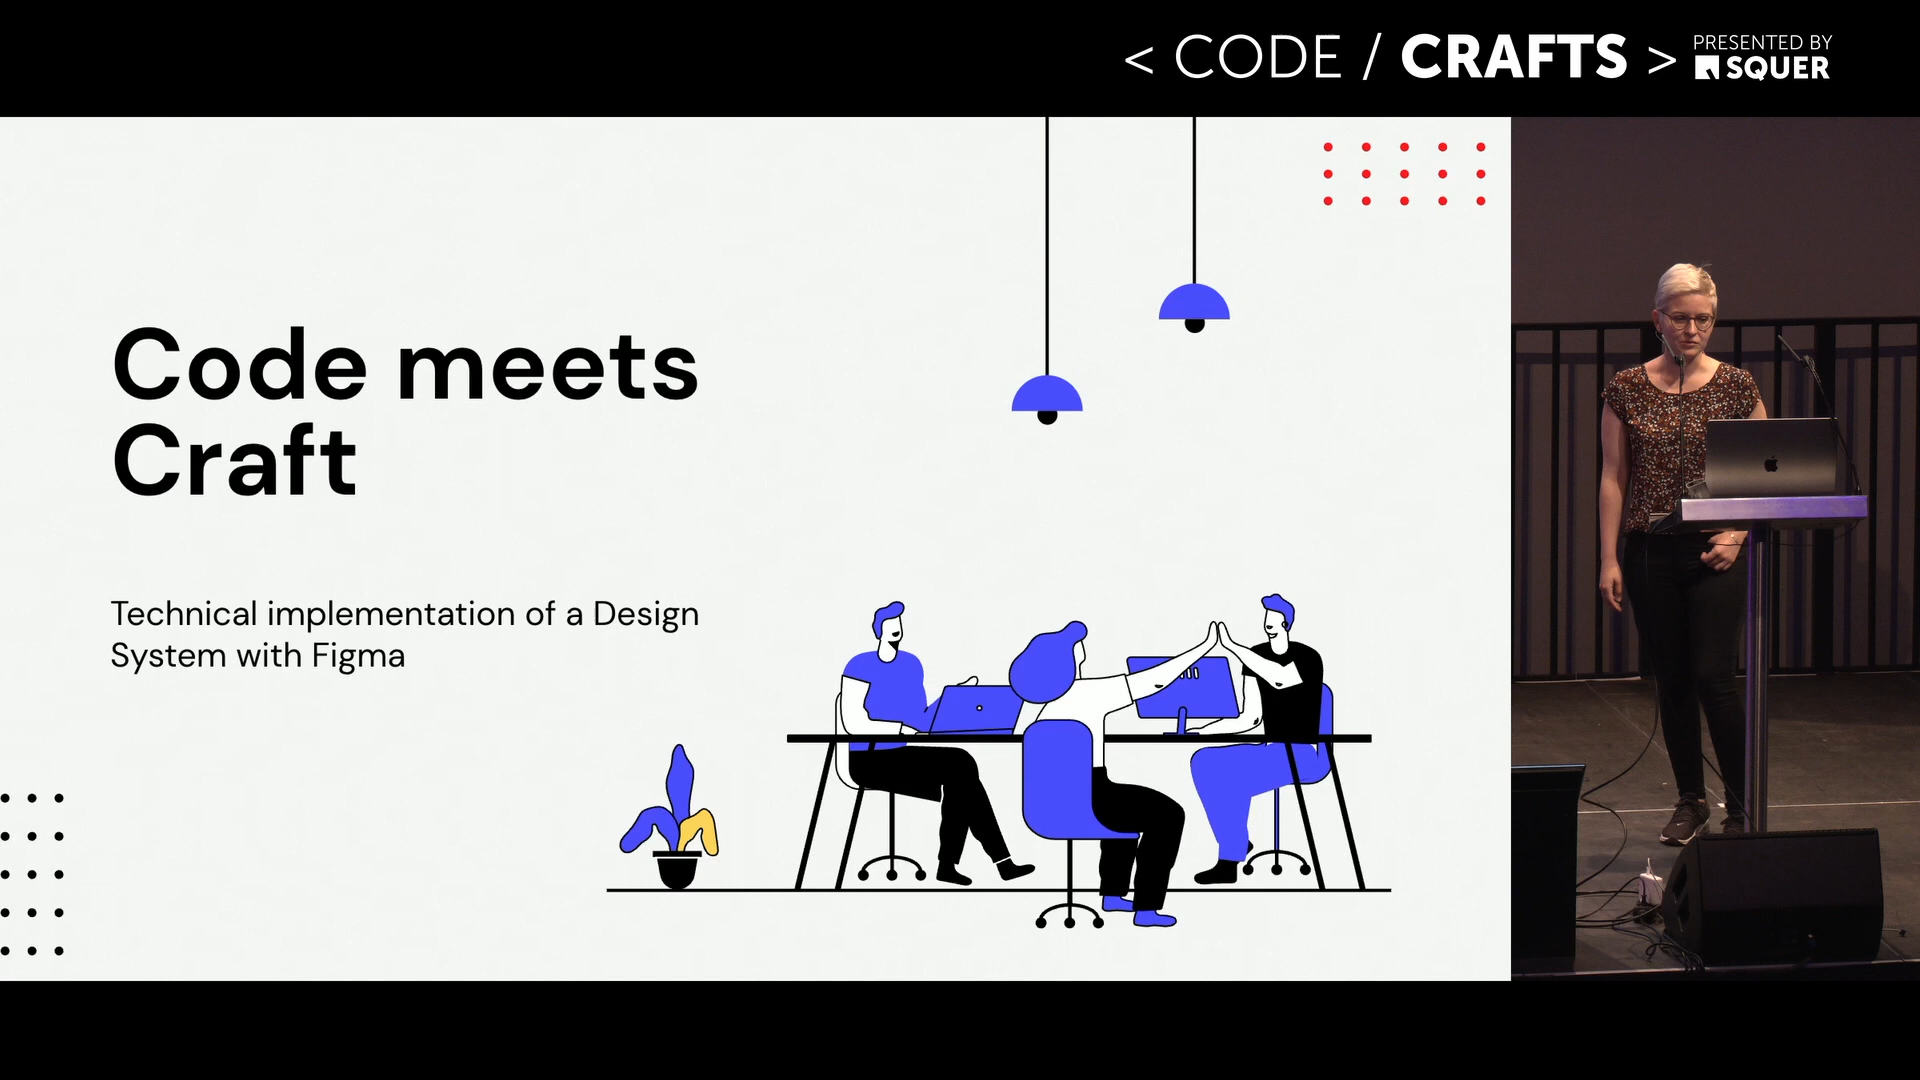 < CODE / CRAFTS >
PRESENTED BY
SQUER
Code meets
Craft
Technical implementation of a Design
System with Figma